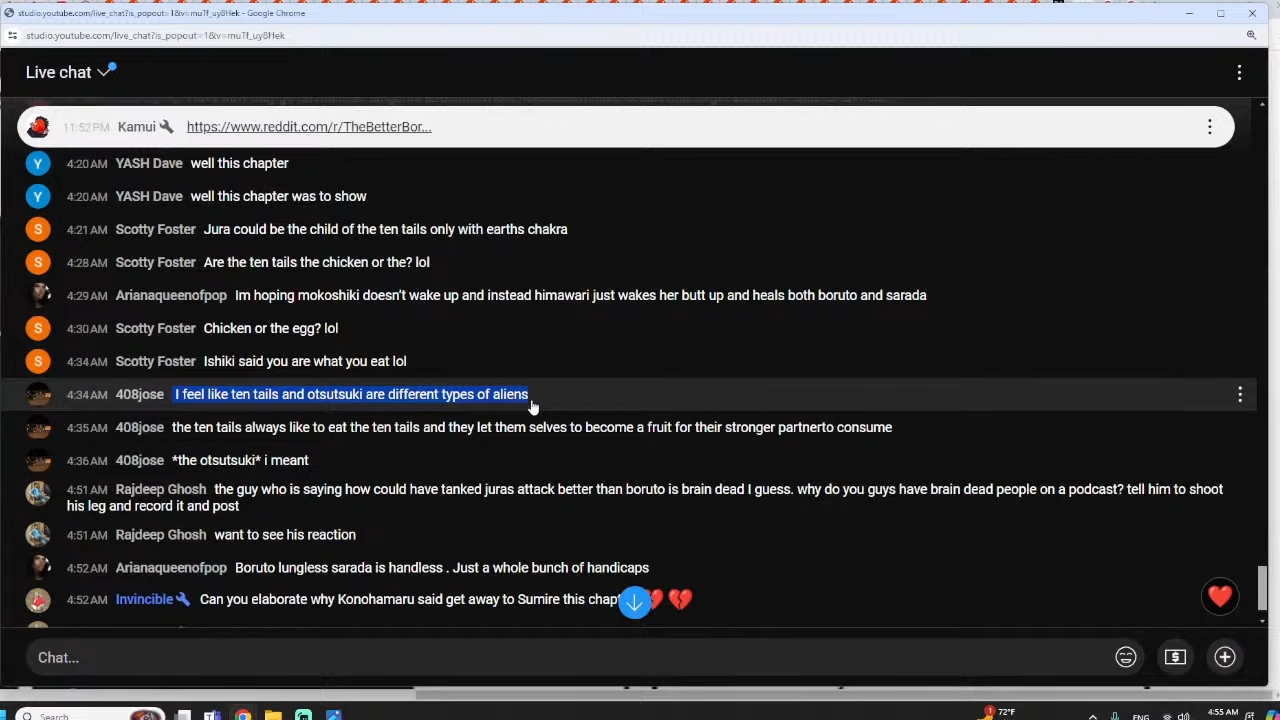 studio.youtube.com/live_chat?is_popout=1&v=muTf_uy8Hek - Google Chrome
studio.youtube.com/live_chat?is_popout=1&v=muTf_uy8Hek
Live chat
11:52 PM Kamui https://www.reddit.com/r/TheBetterBor...
Y 4:20 AM YASH Dave well this chapter
Y 4:20 AM YASH Dave well this chapter was to show
S 4:21 AM Scotty Foster Jura could be the child of the ten tails only with earths chakra
S 4:28 AM Scotty Foster Are the ten tails the chicken or the? lol
4:29 AM Arianaqueenofpop Im hoping mokoshiki doesn't wake up and instead himawari just wakes her butt up and heals both boruto and sarada
S 4:30 AM Scotty Foster Chicken or the egg? lol
S 4:34 AM Scotty Foster Ishiki said you are what you eat lol
4:34 AM 408jose I feel like ten tails and otsutsuki are different types of aliens
4:35 AM 408jose the ten tails always like to eat the ten tails and they let them selves to become a fruit for their stronger partnerto consume
4:36 AM 408jose *the otsutsuki* i meant
4:51 AM Rajdeep Ghosh the guy who is saying how could have tanked juras attack better than boruto is brain dead I guess. why do you guys have brain dead people on a podcast? tell him to shoot
his leg and record it and post
4:51 AM Rajdeep Ghosh want to see his reaction
4:52 AM Arianaqueenofpop Boruto lungless sarada is handless . Just a whole bunch of handicaps
4:52 AM Invincible Can you elaborate why Konohamaru said get away to Sumire this chap
Chat...
Search
1 72°F
ENG
4:55 AM